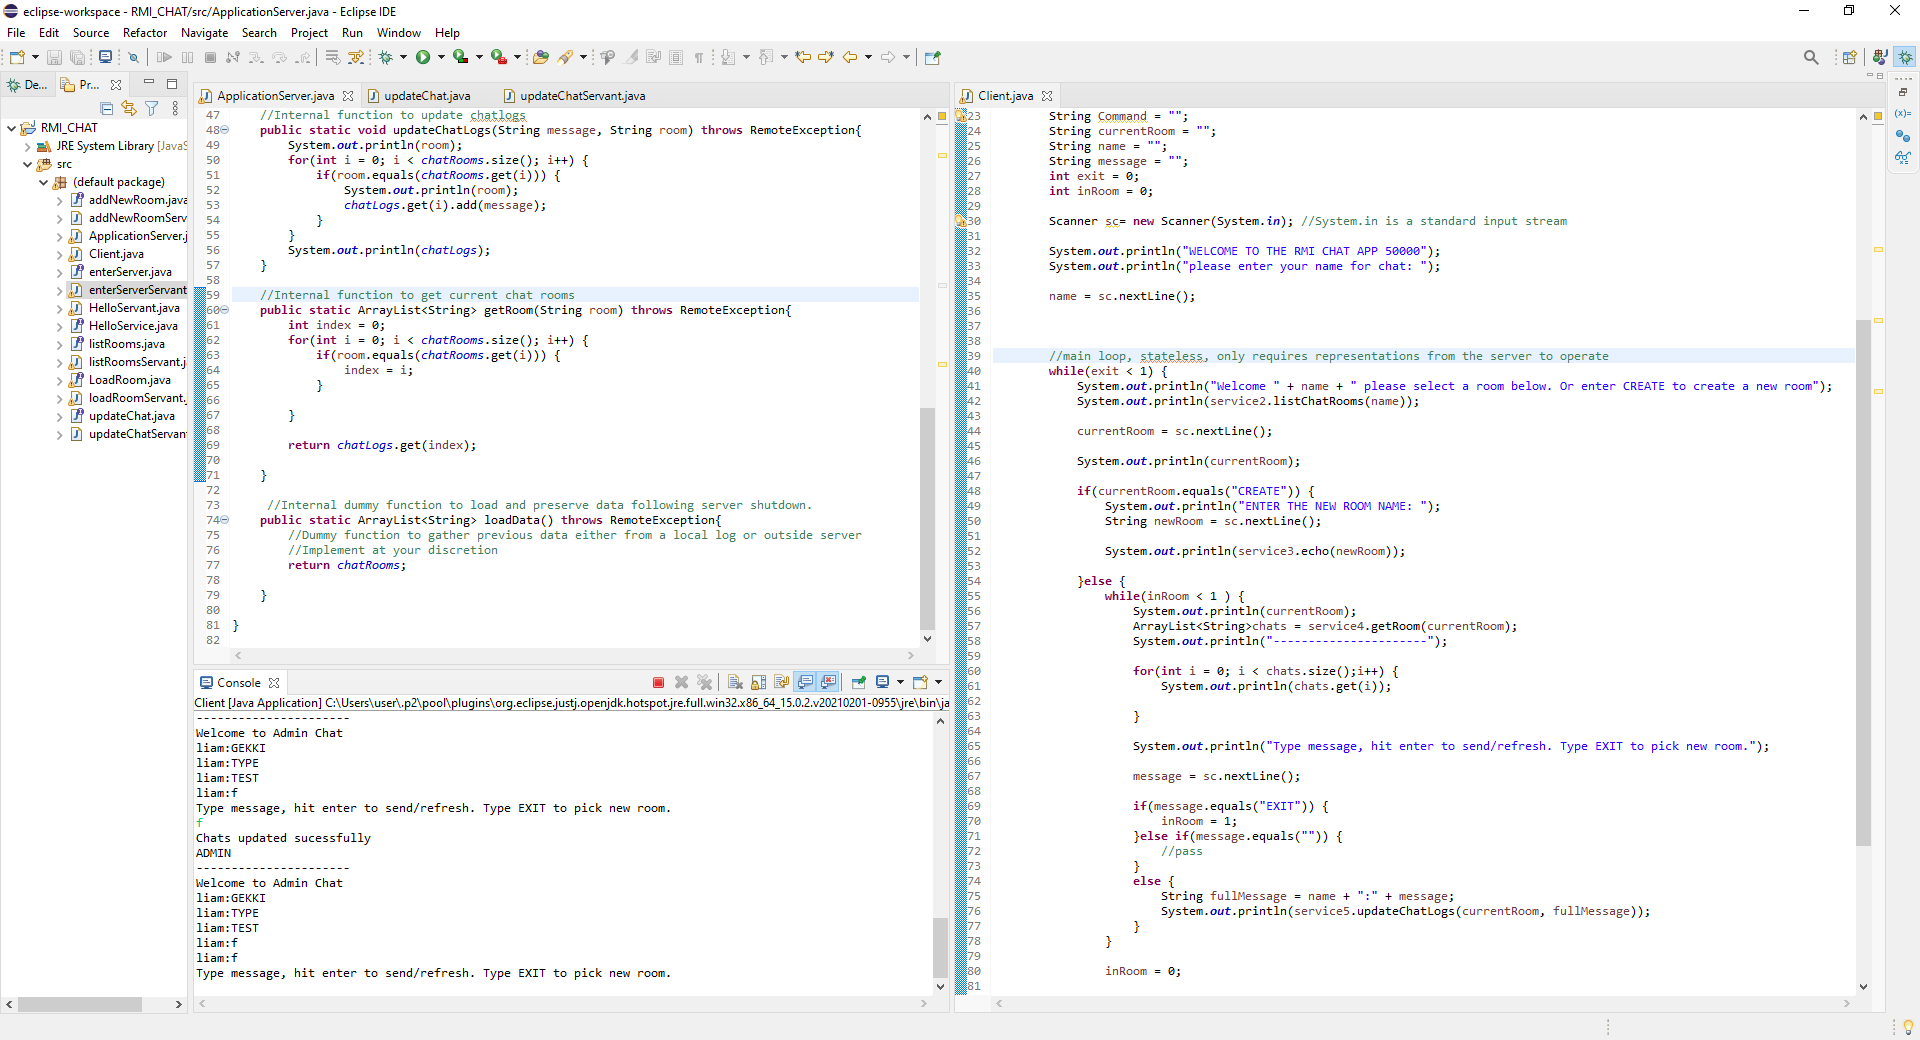 eclipse-workspace - RMI_CHAT/src/ApplicationServer.java - Eclipse IDE
File Edit Source Refactor Navigate Search Project Run Window Help
De... Pr...
RMI_CHAT
JRE System Library [JavaS
src
(default package)
addNewRoom.java
addNewRoomServ
ApplicationServer.j
Client.java
enterServer.java
enterServerServant
HelloServant.java
HelloService.java
listRooms.java
listRoomsServant.j
LoadRoom.java
loadRoomServant.
updateChat.java
updateChatServan
ApplicationServer.java updateChat.java updateChatServant.java
47 //Internal function to update chatlogs
48 public static void updateChatLogs(String message, String room) throws RemoteException{
49 System.out.println(room);
50 for(int i = 0; i < chatRooms.size(); i++) {
51 if(room.equals(chatRooms.get(i))) {
52 System.out.println(room);
53 chatLogs.get(i).add(message);
54 }
55 }
56 System.out.println(chatLogs);
57 }
58
59 //Internal function to get current chat rooms
60 public static ArrayList<String> getRoom(String room) throws RemoteException{
61 int index = 0;
62 for(int i = 0; i < chatRooms.size(); i++) {
63 if(room.equals(chatRooms.get(i))) {
64 index = i;
65 }
66
67 }
68
69 return chatLogs.get(index);
70
71 }
72
73 //Internal dummy function to load and preserve data following server shutdown.
74 public static ArrayList<String> loadData() throws RemoteException{
75 //Dummy function to gather previous data either from a local log or outside server
76 //Implement at your discretion
77 return chatRooms;
78
79 }
80
81 }
82
Console
Client [Java Application] C:\Users\user\.p2\pool\plugins\org.eclipse.justj.openjdk.hotspot.jre.full.win32.x86_64_15.0.2.v20210201-0955\jre\bin\ja
----------------------
Welcome to Admin Chat
liam:GEKKI
liam:TYPE
liam:TEST
liam:f
Type message, hit enter to send/refresh. Type EXIT to pick new room.
f
Chats updated sucessfully
ADMIN
----------------------
Welcome to Admin Chat
liam:GEKKI
liam:TYPE
liam:TEST
liam:f
liam:f
Type message, hit enter to send/refresh. Type EXIT to pick new room.
Client.java
23 String Command = "";
24 String currentRoom = "";
25 String name = "";
26 String message = "";
27 int exit = 0;
28 int inRoom = 0;
29
30 Scanner sc= new Scanner(System.in); //System.in is a standard input stream
31
32 System.out.println("WELCOME TO THE RMI CHAT APP 50000");
33 System.out.println("please enter your name for chat: ");
34
35 name = sc.nextLine();
36
37
38
39 //main loop, stateless, only requires representations from the server to operate
40 while(exit < 1) {
41 System.out.println("Welcome " + name + " please select a room below. Or enter CREATE to create a new room");
42 System.out.println(service2.listChatRooms(name));
43
44 currentRoom = sc.nextLine();
45
46 System.out.println(currentRoom);
47
48 if(currentRoom.equals("CREATE")) {
49 System.out.println("ENTER THE NEW ROOM NAME: ");
50 String newRoom = sc.nextLine();
51
52 System.out.println(service3.echo(newRoom));
53
54 }else {
55 while(inRoom < 1 ) {
56 System.out.println(currentRoom);
57 ArrayList<String>chats = service4.getRoom(currentRoom);
58 System.out.println("----------------------");
59
60 for(int i = 0; i < chats.size();i++) {
61 System.out.println(chats.get(i));
62
63 }
64
65 System.out.println("Type message, hit enter to send/refresh. Type EXIT to pick new room.");
66
67 message = sc.nextLine();
68
69 if(message.equals("EXIT")) {
70 inRoom = 1;
71 }else if(message.equals("")) {
72 //pass
73 }
74 else {
75 String fullMessage = name + ":" + message;
76 System.out.println(service5.updateChatLogs(currentRoom, fullMessage));
77 }
78 }
79
80 inRoom = 0;
81